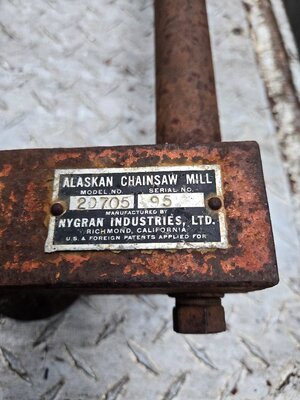 ALASKAN CHAINSAW MILL
MODEL NO. SERIAL NO.
20705 95
MANUFACTURED BY
NYGRAN INDUSTRIES, LTD.
RICHMOND, CALIFORNIA
U.S. & FOREIGN PATENTS APPLIED FOR